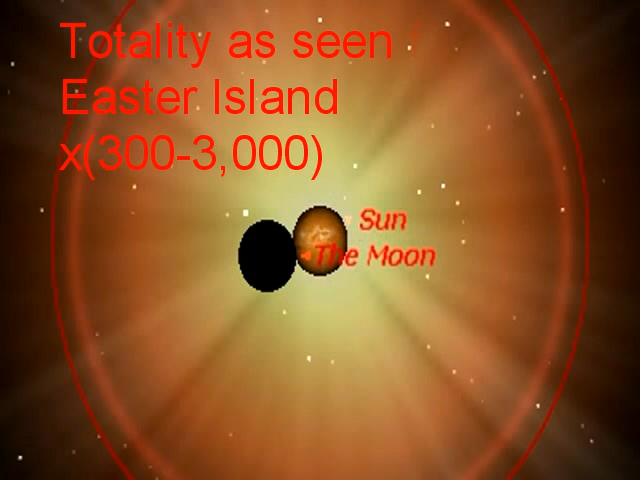 Totality as seen
Easter Island
x(300-3,000)
Sun
The Moon